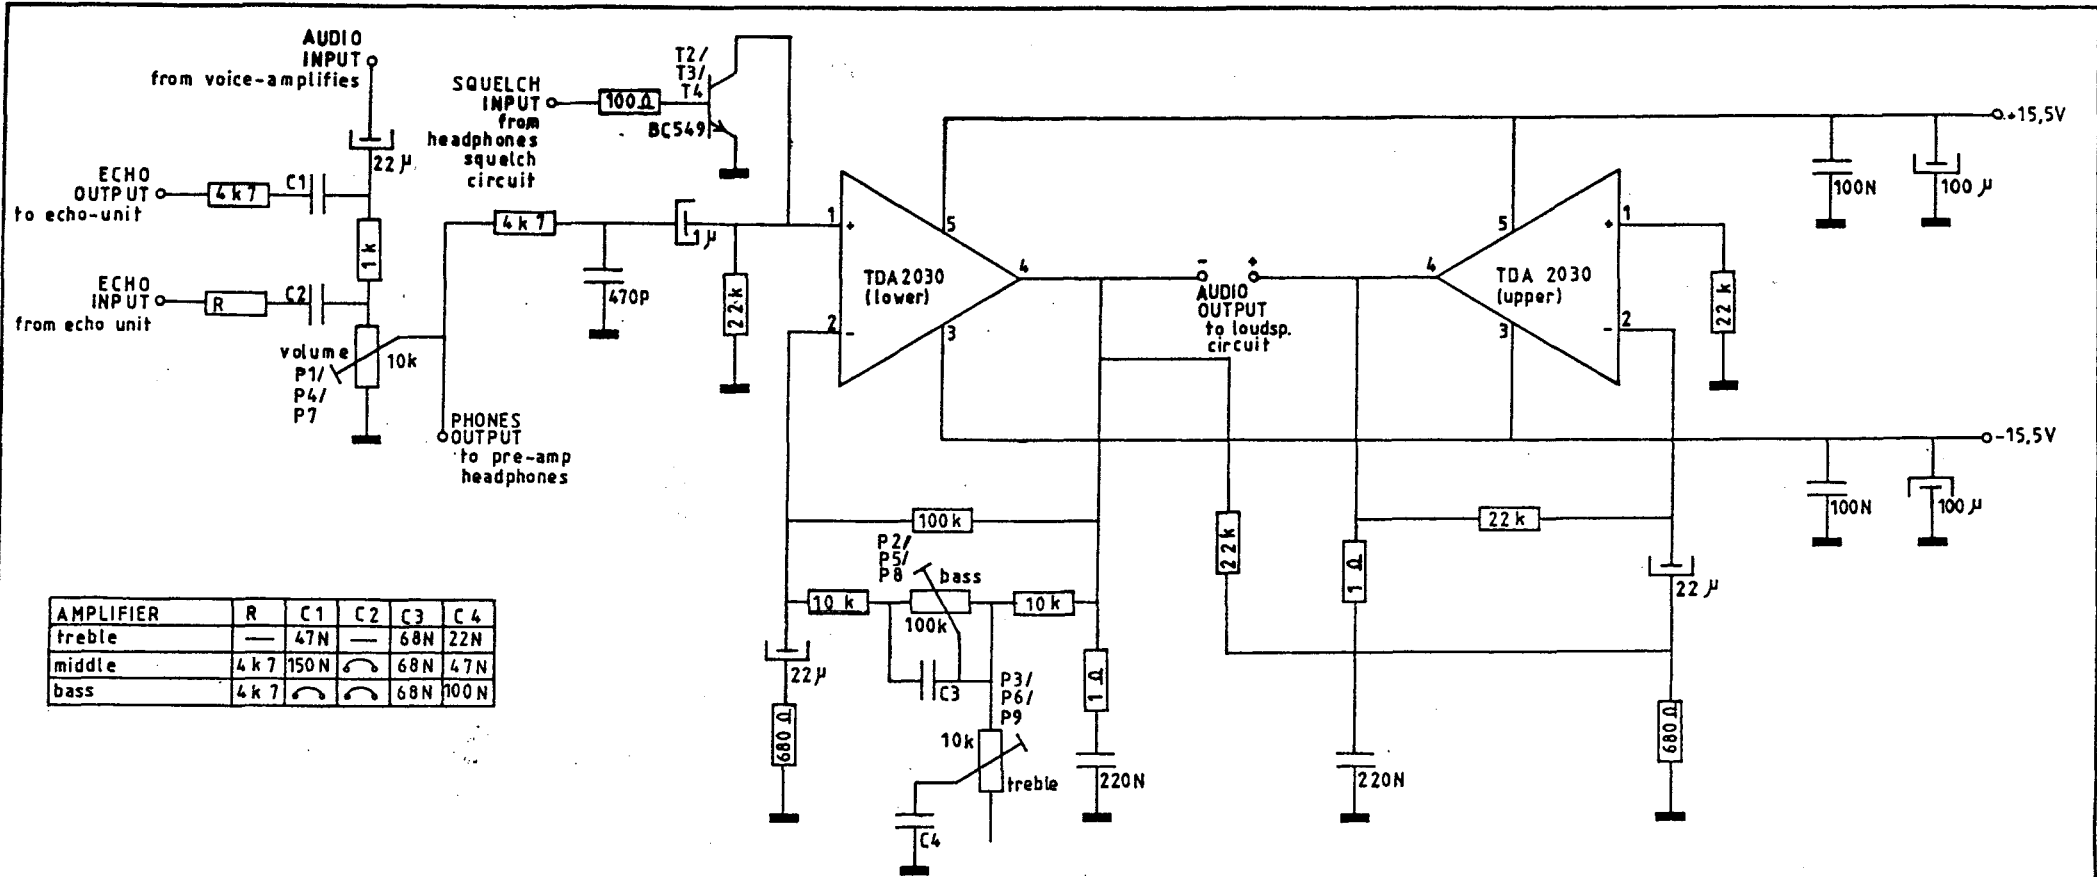 AUDIO
INPUT
from voice-amplifies
22µ
ECHO
OUTPUT
to echo-unit
4k7
C1
1k
ECHO
INPUT
from echo unit
R
C2
volume
P1/
P4/
P7
10k
PHONES
OUTPUT
to pre-amp
headphones
SQUELCH
INPUT
from
headphones
squelch
circuit
100Ω
T2/
T3/
T4
BC549
4k7
470P
1µ
22k
1
+
2
-
5
3
4
TDA2030
(lower)
-
+
AUDIO
OUTPUT
to loudsp.
circuit
4
5
3
TDA 2030
(upper)
1
+
2
-
22k
+15,5V
100N
100µ
-15,5V
100N
100µ
100k
P2/
P5/
P8
bass
10k
100k
10k
C3
22µ
680Ω
P3/
P6/
P9
10k
treble
C4
1Ω
220N
22k
22k
1Ω
220N
22µ
680Ω
AMPLIFIER R C1 C2 C3 C4
treble — 47N — 68N 22N
middle 4k7 150N 68N 47N
bass 4k7 68N 100N